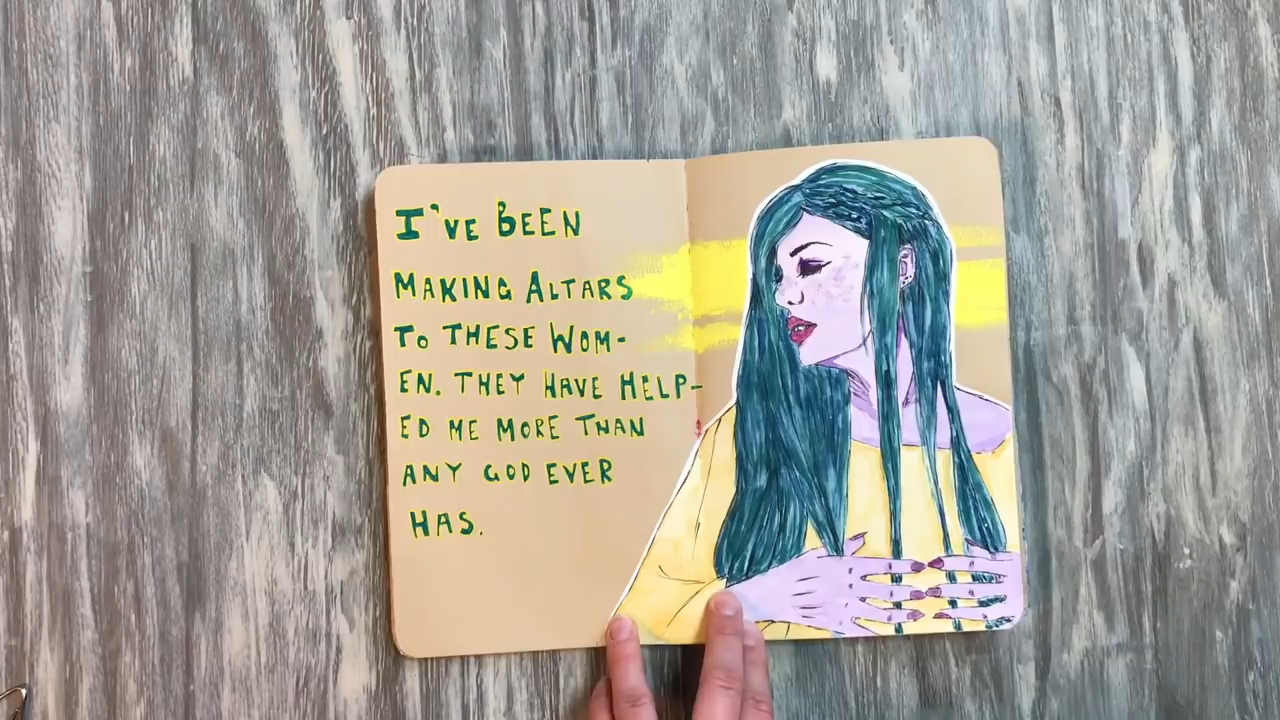 I'VE BEEN
MAKING ALTARS
TO THESE WOM-
EN. THEY HAVE HELP-
ED ME MORE THAN
ANY GOD EVER
HAS.